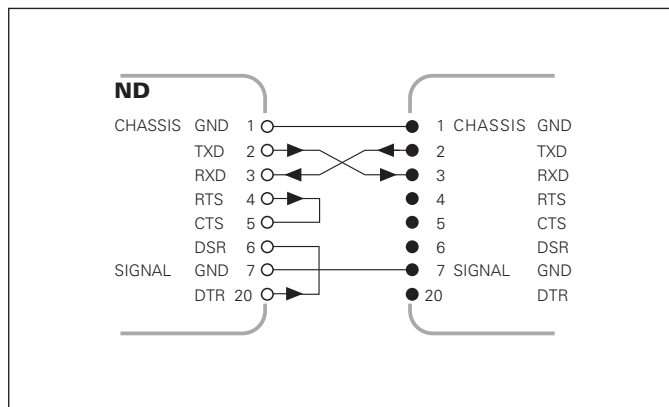 ND
CHASSIS GND 1 1 CHASSIS GND
TXD 2 2 TXD
RXD 3 3 RXD
RTS 4 4 RTS
CTS 5 5 CTS
DSR 6 6 DSR
SIGNAL GND 7 7 SIGNAL GND
DTR 20 20 DTR